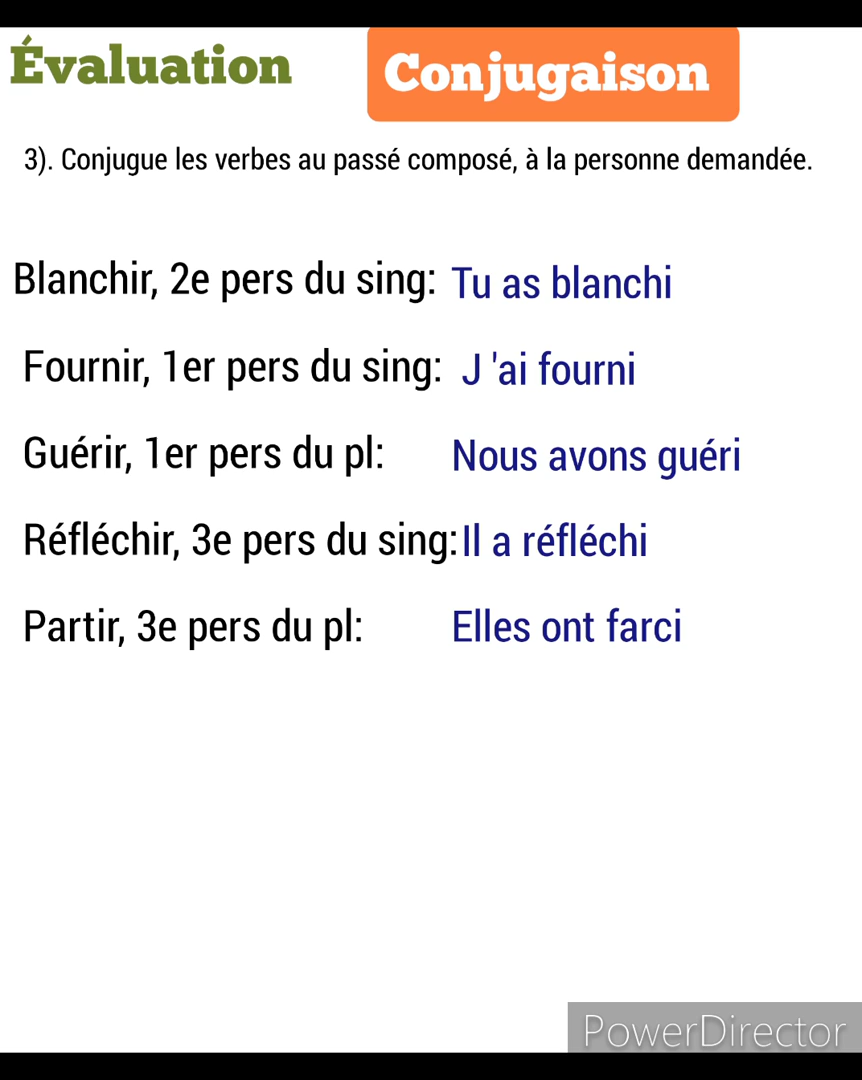 Évaluation
Conjugaison
3). Conjugue les verbes au passé composé, à la personne demandée.
Blanchir, 2e pers du sing: Tu as blanchi
Fournir, 1er pers du sing: J 'ai fourni
Guérir, 1er pers du pl: Nous avons guéri
Réfléchir, 3e pers du sing: Il a réfléchi
Partir, 3e pers du pl: Elles ont farci
PowerDirector